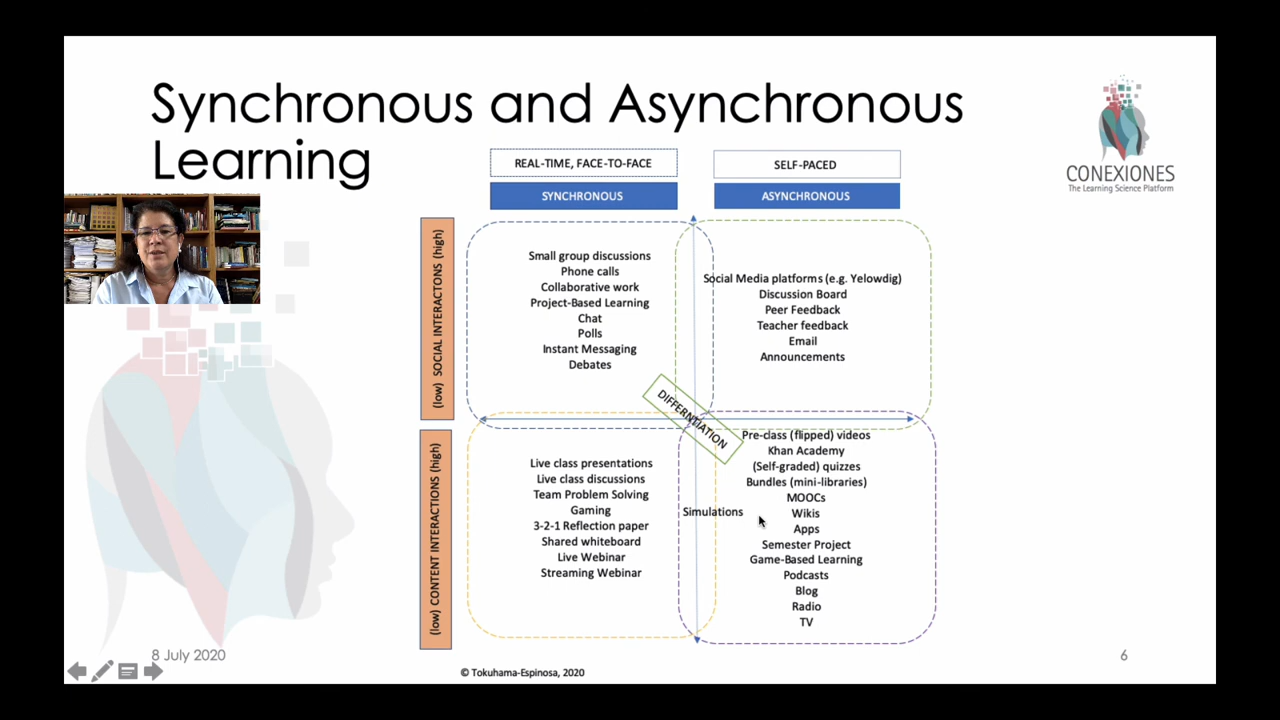 Synchronous and Asynchronous
Learning
CONEXIONES
The Learning Science Platform
REAL-TIME, FACE-TO-FACE
SELF-PACED
SYNCHRONOUS
ASYNCHRONOUS
(low) SOCIAL INTERACTONS (high)
Small group discussions
Phone calls
Collaborative work
Project-Based Learning
Chat
Polls
Instant Messaging
Debates
Social Media platforms (e.g. Yelowdig)
Discussion Board
Peer Feedback
Teacher feedback
Email
Announcements
DIFFERNTIATION
(low) CONTENT INTERACTIONS (high)
Live class presentations
Live class discussions
Team Problem Solving
Gaming
3-2-1 Reflection paper
Shared whiteboard
Live Webinar
Streaming Webinar
Simulations
Pre-class (flipped) videos
Khan Academy
(Self-graded) quizzes
Bundles (mini-libraries)
MOOCs
Wikis
Apps
Semester Project
Game-Based Learning
Podcasts
Blog
Radio
TV
8 July 2020
© Tokuhama-Espinosa, 2020
6